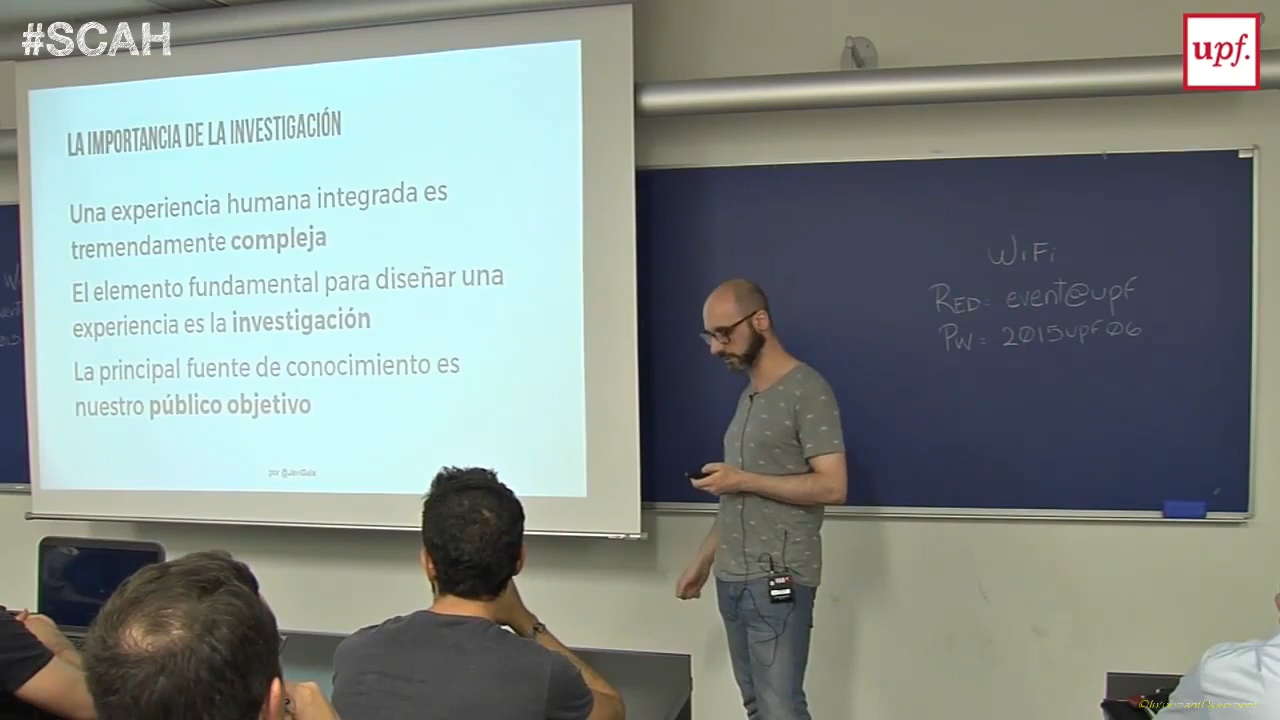 #SCAH
upf.
LA IMPORTANCIA DE LA INVESTIGACIÓN
Una experiencia humana integrada es
tremendamente compleja
El elemento fundamental para diseñar una
experiencia es la investigación
La principal fuente de conocimiento es
nuestro público objetivo
por @JaviGala
WiFi
RED: event@upf
PW: 2015upf06